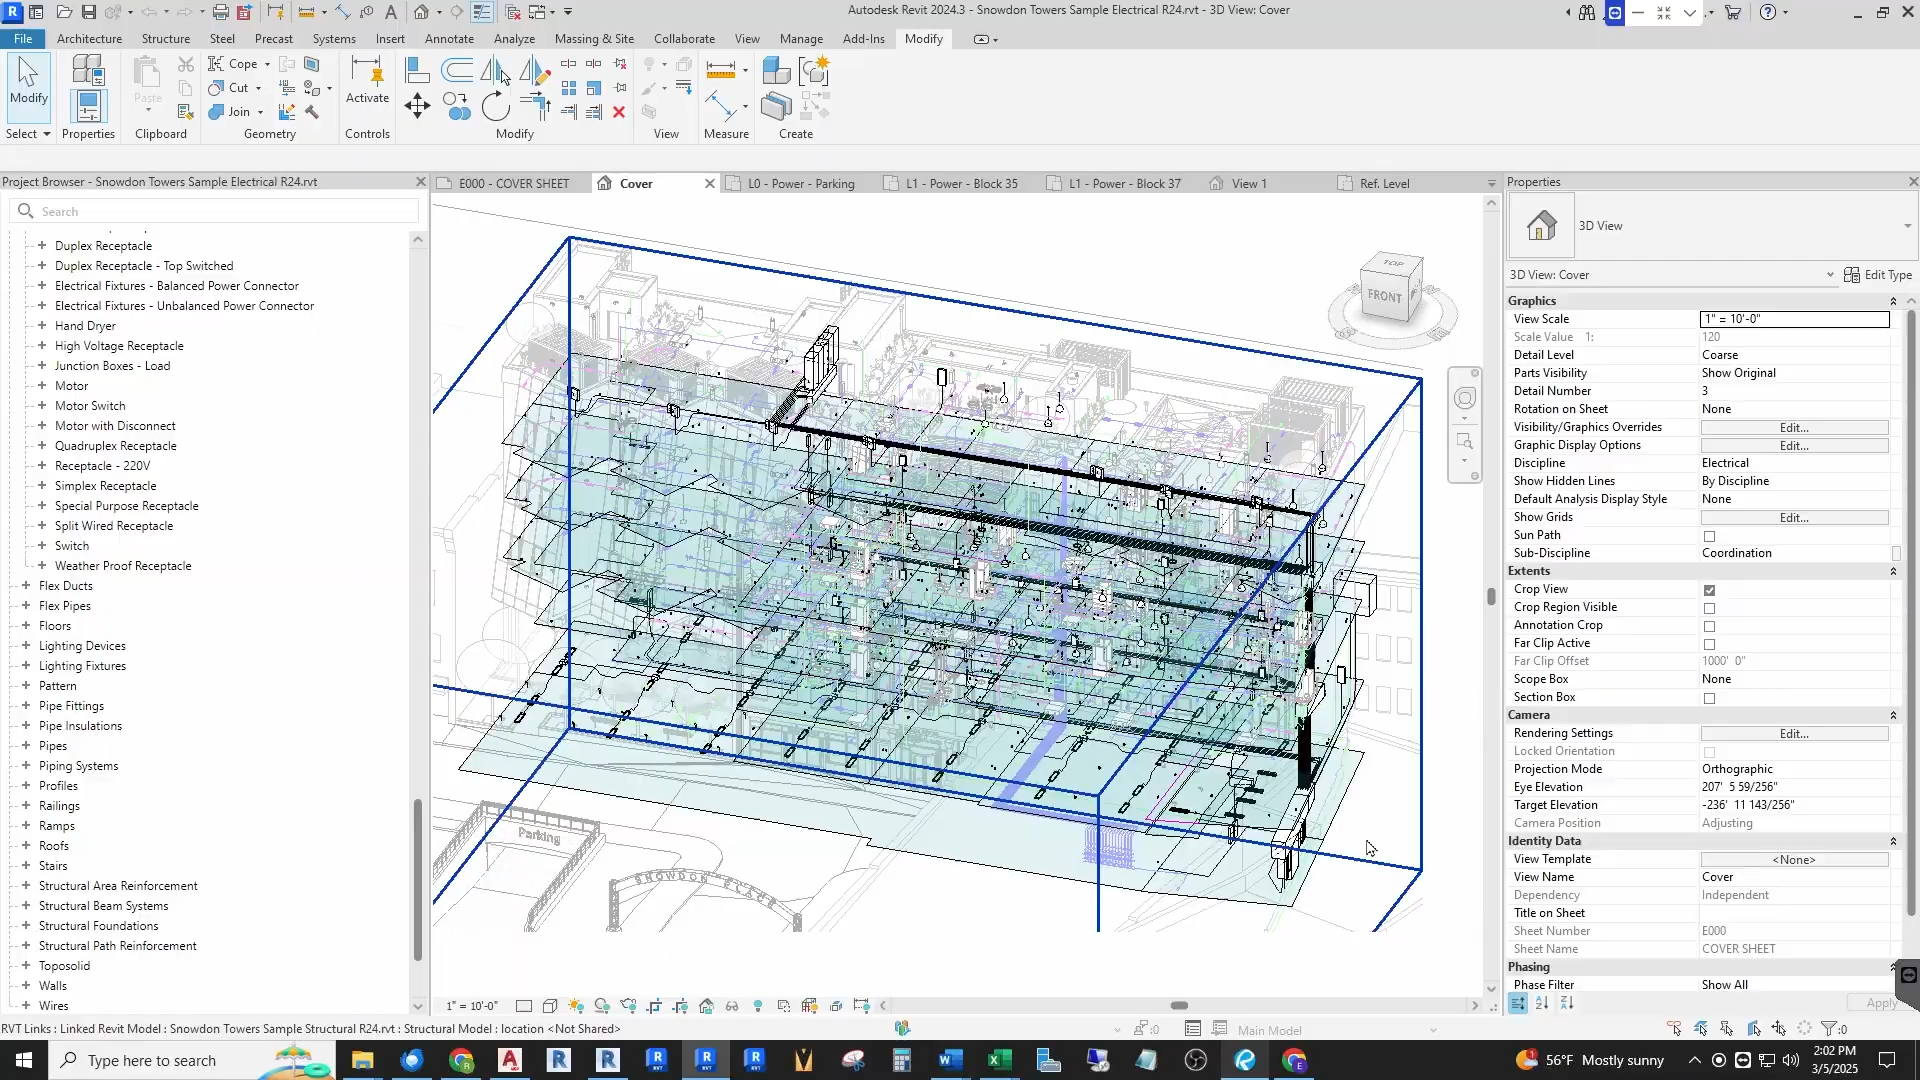 Autodesk Revit 2024.3 - Snowdon Towers Sample Electrical R24.rvt - 3D View: Cover
File Architecture Structure Steel Precast Systems Insert Annotate Analyze Massing & Site Collaborate View Manage Add-Ins Modify
Modify Paste Cope Cut Join Activate
Select Properties Clipboard Geometry Controls Modify View Measure Create
Project Browser - Snowdon Towers Sample Electrical R24.rvt
Search
Duplex Receptacle
Duplex Receptacle - Top Switched
Electrical Fixtures - Balanced Power Connector
Electrical Fixtures - Unbalanced Power Connector
Hand Dryer
High Voltage Receptacle
Junction Boxes - Load
Motor
Motor Switch
Motor with Disconnect
Quadruplex Receptacle
Receptacle - 220V
Simplex Receptacle
Special Purpose Receptacle
Split Wired Receptacle
Switch
Weather Proof Receptacle
Flex Ducts
Flex Pipes
Floors
Lighting Devices
Lighting Fixtures
Pattern
Pipe Fittings
Pipe Insulations
Pipes
Piping Systems
Profiles
Railings
Ramps
Roofs
Stairs
Structural Area Reinforcement
Structural Beam Systems
Structural Foundations
Structural Path Reinforcement
Toposolid
Walls
Wires
E000 - COVER SHEET Cover L0 - Power - Parking L1 - Power - Block 35 L1 - Power - Block 37 View 1 Ref. Level
TOP
FRONT
Parking
SNOWDON PLACE
1" = 10'-0"
Properties
3D View
3D View: Cover Edit Type
Graphics
View Scale 1" = 10'-0"
Scale Value 1: 120
Detail Level Coarse
Parts Visibility Show Original
Detail Number 3
Rotation on Sheet None
Visibility/Graphics Overrides Edit...
Graphic Display Options Edit...
Discipline Electrical
Show Hidden Lines By Discipline
Default Analysis Display Style None
Show Grids Edit...
Sun Path
Sub-Discipline Coordination
Extents
Crop View
Crop Region Visible
Annotation Crop
Far Clip Active
Far Clip Offset 1000' 0"
Scope Box None
Section Box
Camera
Rendering Settings Edit...
Locked Orientation
Projection Mode Orthographic
Eye Elevation 207' 5 59/256"
Target Elevation -236' 11 143/256"
Camera Position Adjusting
Identity Data
View Template <None>
View Name Cover
Dependency Independent
Title on Sheet
Sheet Number E000
Sheet Name COVER SHEET
Phasing
Phase Filter Show All
Apply
RVT Links : Linked Revit Model : Snowdon Towers Sample Structural R24.rvt : Structural Model : location <Not Shared> :0 Main Model :0
Type here to search 56°F Mostly sunny 2:02 PM
3/5/2025